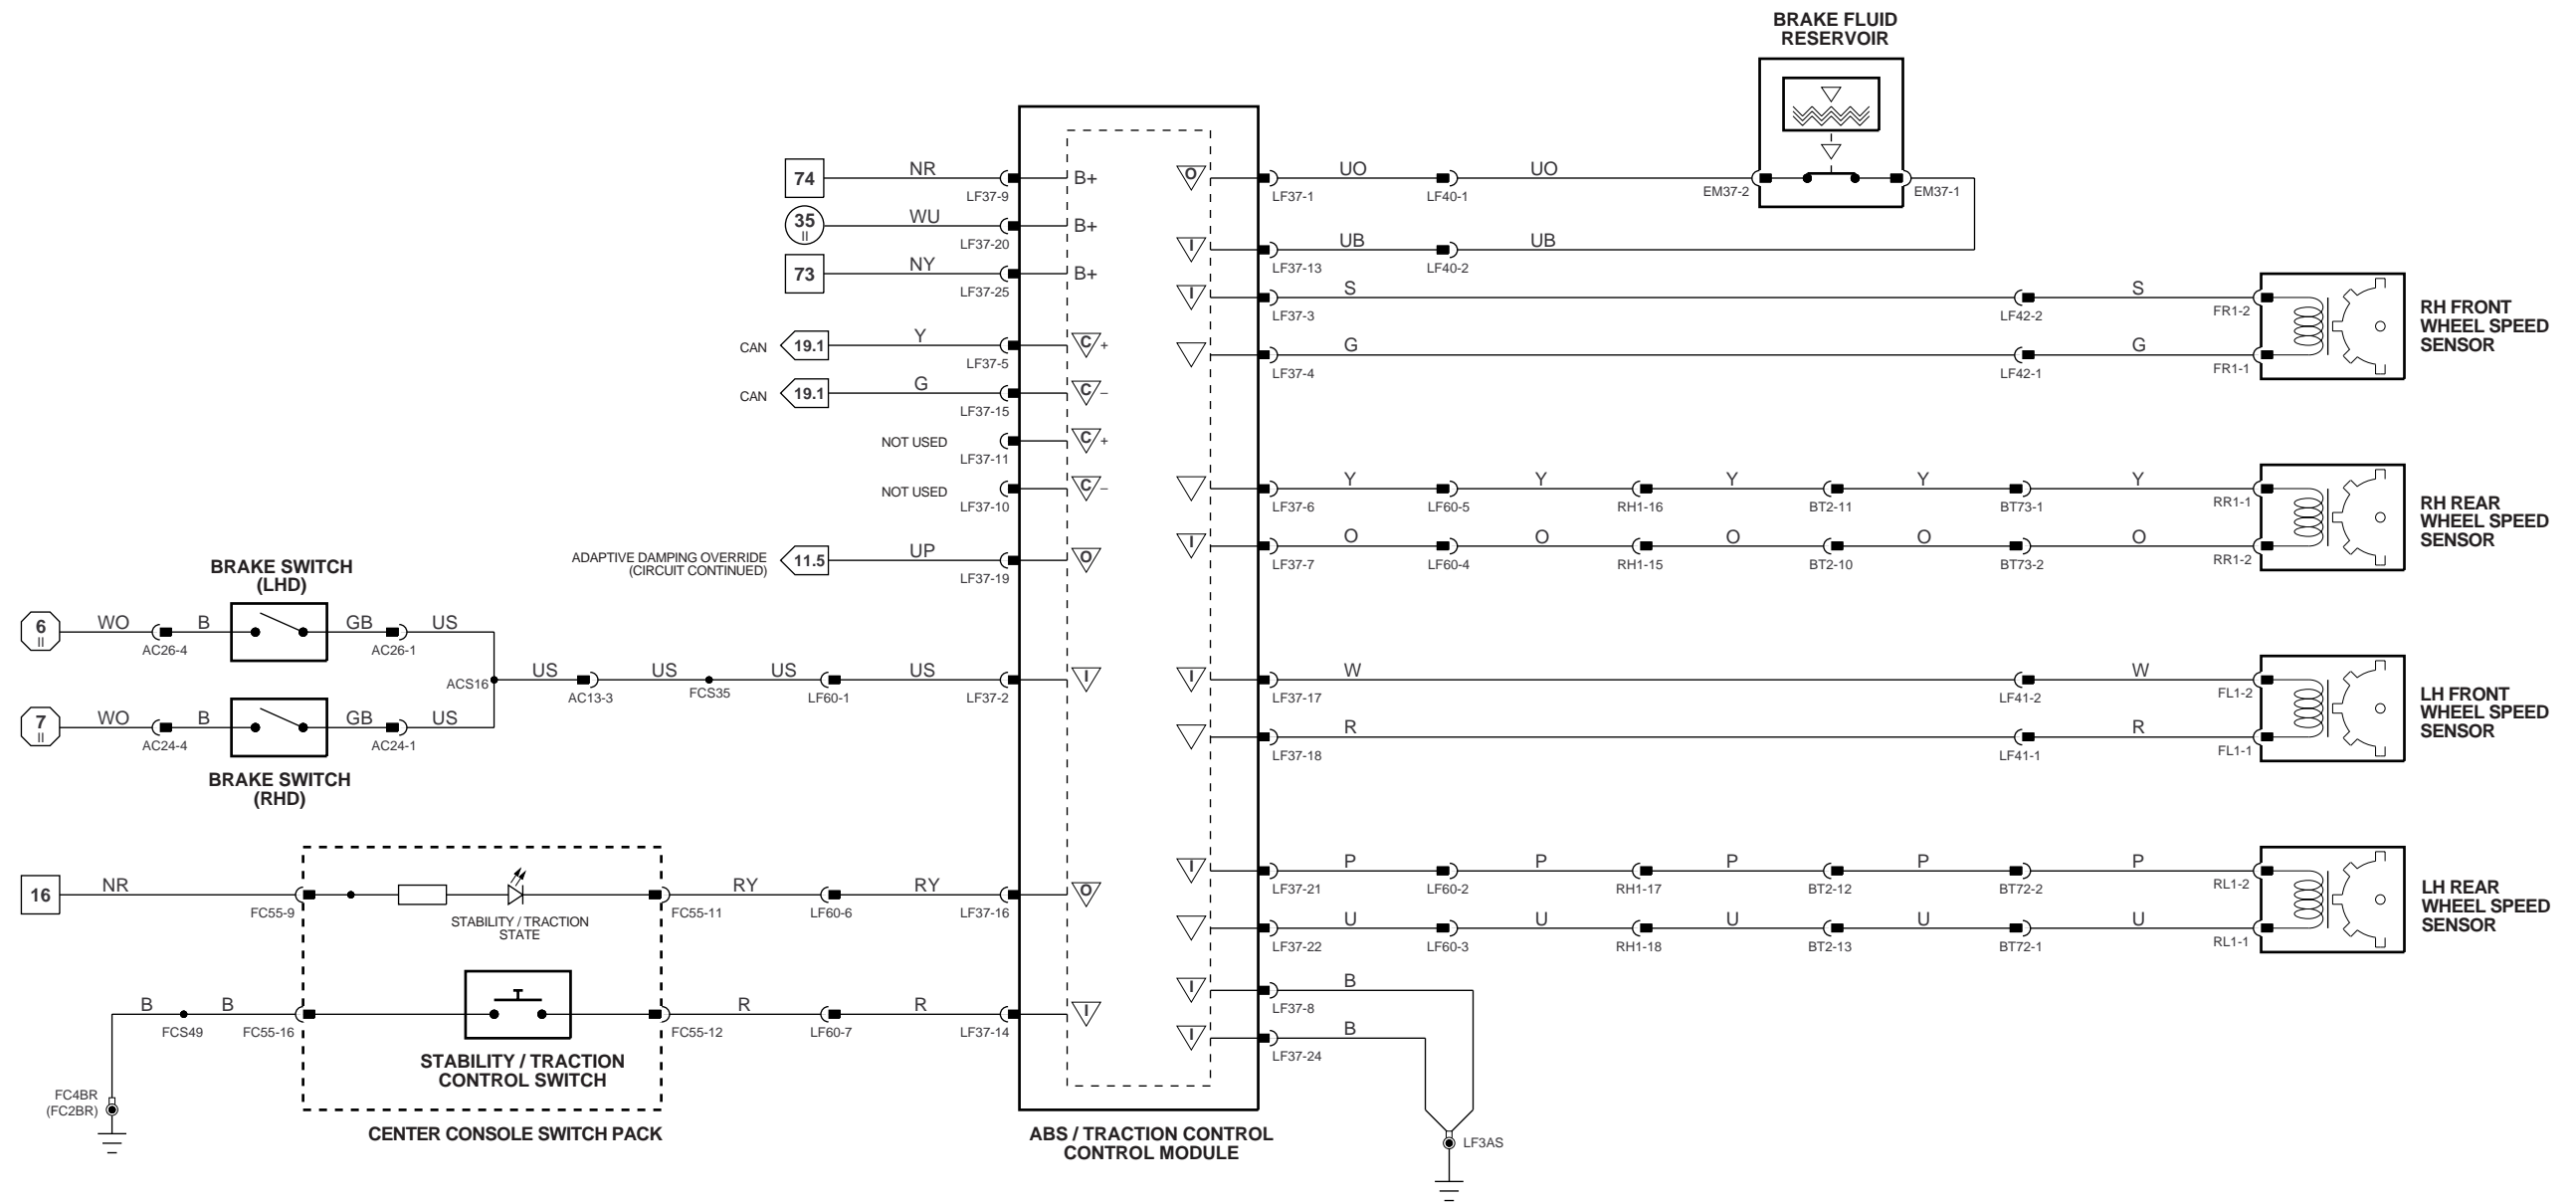 BRAKE FLUID
RESERVOIR
74
NR
LF37-9
B+
O
LF37-1
UO
LF40-1
UO
EM37-2
EM37-1
35
II
WU
LF37-20
B+
I
LF37-13
UB
LF40-2
UB
73
NY
LF37-25
B+
I
LF37-3
S
LF42-2
S
FR1-2
LF37-4
G
LF42-1
G
FR1-1
RH FRONT
WHEEL SPEED
SENSOR
CAN
19.1
Y
LF37-5
C
+
CAN
19.1
G
LF37-15
C
–
NOT USED
LF37-11
C
+
NOT USED
LF37-10
C
–
LF37-6
Y
LF60-5
Y
RH1-16
Y
BT2-11
Y
BT73-1
Y
RR1-1
I
LF37-7
O
LF60-4
O
RH1-15
O
BT2-10
O
BT73-2
O
RR1-2
RH REAR
WHEEL SPEED
SENSOR
ADAPTIVE DAMPING OVERRIDE
(CIRCUIT CONTINUED)
11.5
UP
LF37-19
O
BRAKE SWITCH
(LHD)
6
II
WO
AC26-4
B
GB
AC26-1
US
ACS16
US
AC13-3
US
FCS35
US
LF60-1
US
LF37-2
I
7
II
WO
AC24-4
B
GB
AC24-1
US
BRAKE SWITCH
(RHD)
I
LF37-17
W
LF41-2
W
FL1-2
LF37-18
R
LF41-1
R
FL1-1
LH FRONT
WHEEL SPEED
SENSOR
16
NR
FC55-9
STABILITY / TRACTION
STATE
FC55-11
RY
LF60-6
RY
LF37-16
O
I
LF37-21
P
LF60-2
P
RH1-17
P
BT2-12
P
BT72-2
P
RL1-2
LF37-22
U
LF60-3
U
RH1-18
U
BT2-13
U
BT72-1
U
RL1-1
LH REAR
WHEEL SPEED
SENSOR
B
FCS49
B
FC55-16
FC55-12
R
LF60-7
R
LF37-14
I
STABILITY / TRACTION
CONTROL SWITCH
I
LF37-8
B
I
LF37-24
B
FC4BR
(FC2BR)
CENTER CONSOLE SWITCH PACK
ABS / TRACTION CONTROL
CONTROL MODULE
LF3AS